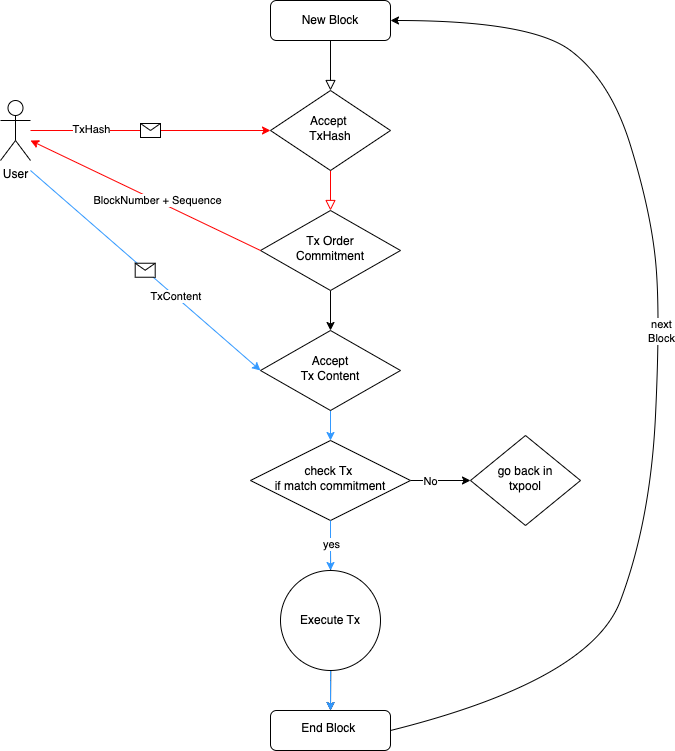 New Block
Accept
TxHash
TxHash
User
BlockNumber + Sequence
Tx Order
Commitment
TxContent
next
Block
Accept
Tx Content
check Tx
if match commitment
No
go back in
txpool
yes
Execute Tx
End Block